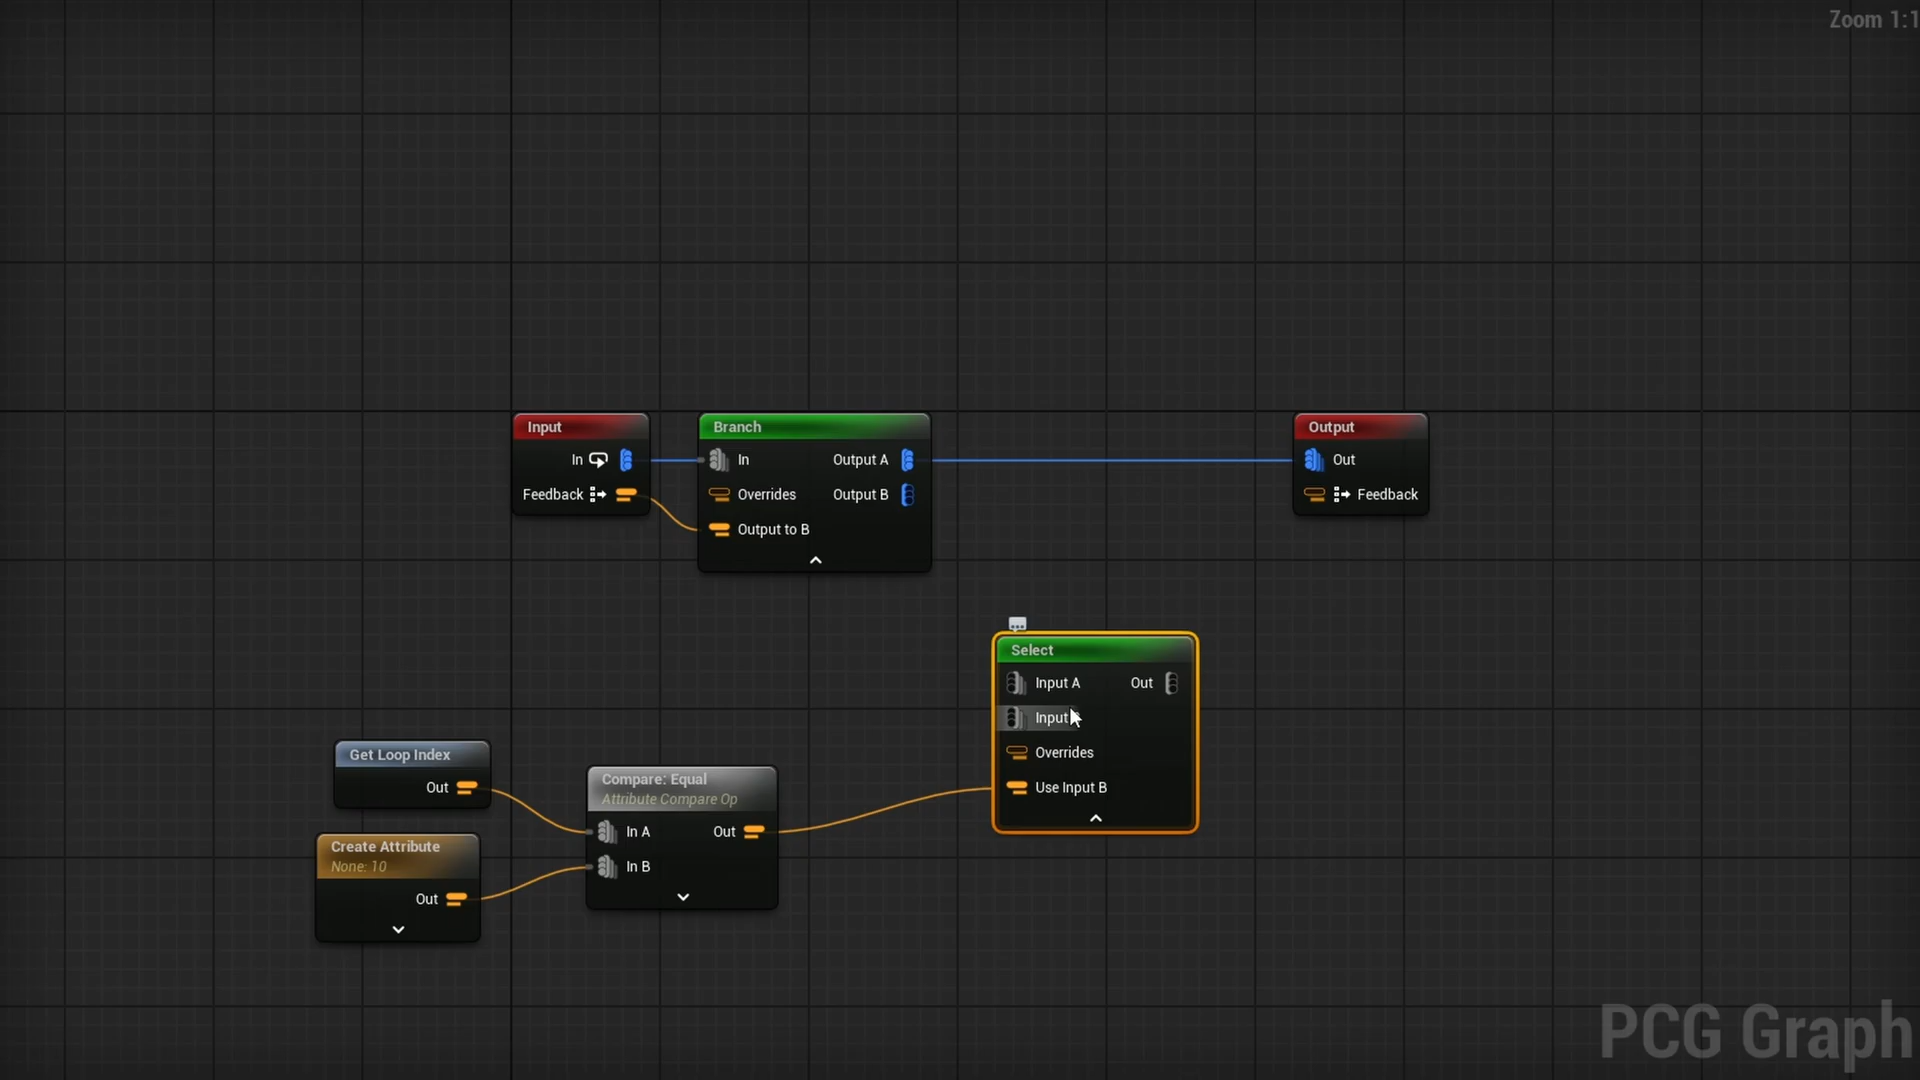 Zoom 1:1
Input
In
Feedback
Branch
In
Output A
Overrides
Output B
Output to B
Output
Out
Feedback
Select
Input A
Out
Input
Overrides
Use Input B
Get Loop Index
Out
Create Attribute
None: 10
Out
Compare: Equal
Attribute Compare Op
In A
Out
In B
PCG Graph